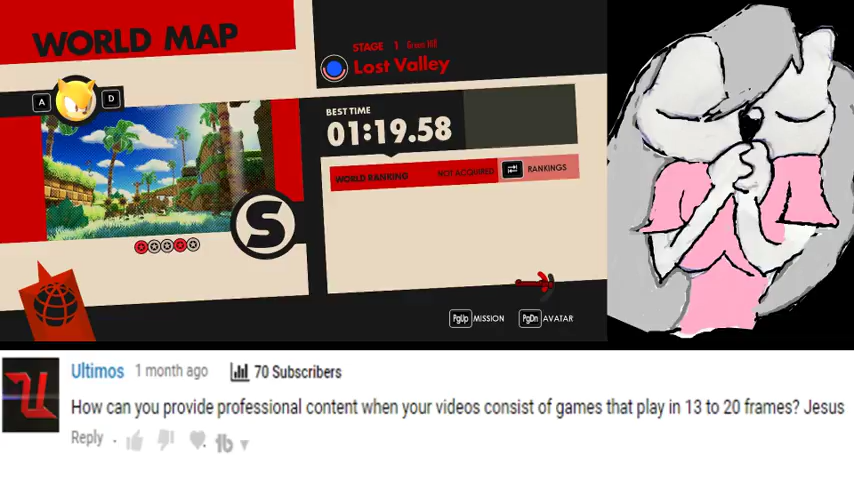 WORLD MAP
STAGE 1 Green Hill
Lost Valley
A
D
BEST TIME
01:19.58
WORLD RANKING NOT ACQUIRED RANKINGS
S
PgUp MISSION PgDn AVATAR
Ultimos 1 month ago 70 Subscribers
How can you provide professional content when your videos consist of games that play in 13 to 20 frames? Jesus
Reply